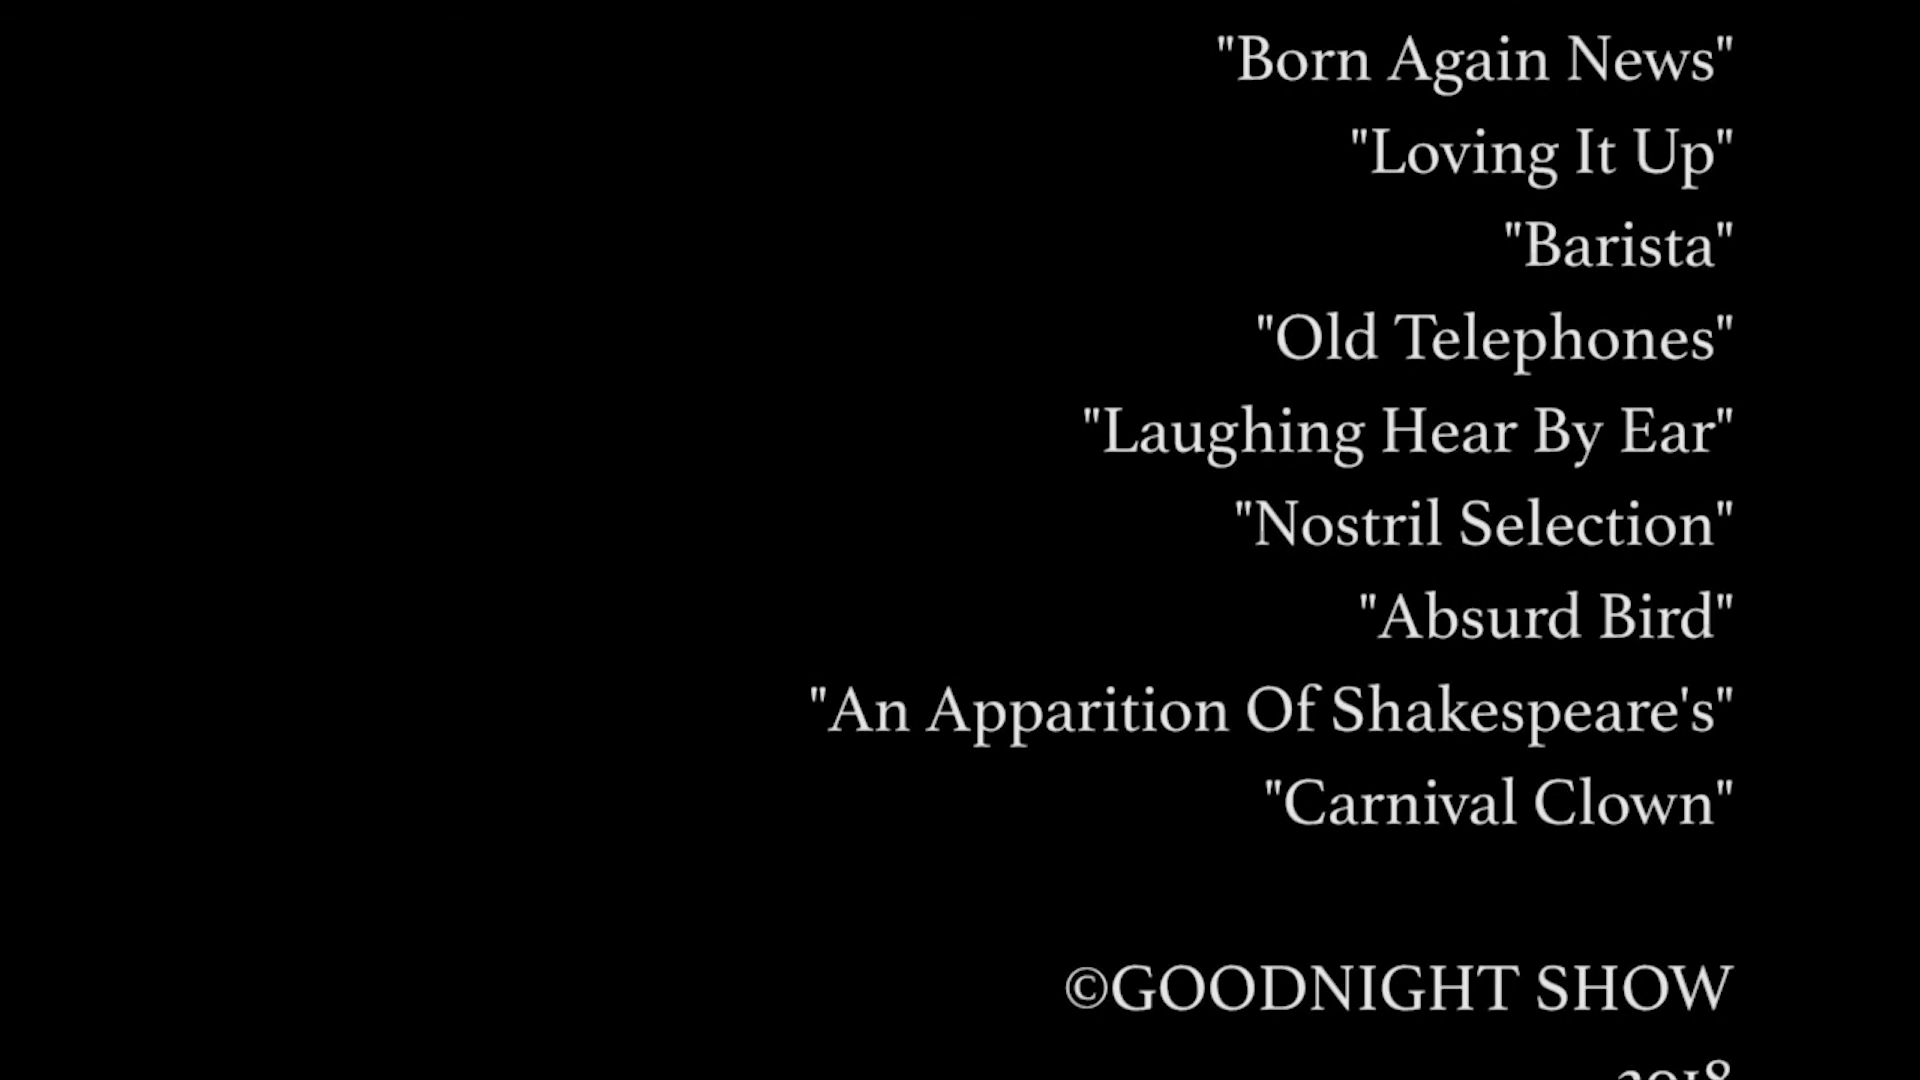 "Born Again News"
"Loving It Up"
"Barista"
"Old Telephones"
"Laughing Hear By Ear"
"Nostril Selection"
"Absurd Bird"
"An Apparition Of Shakespeare's"
"Carnival Clown"
©GOODNIGHT SHOW
2018